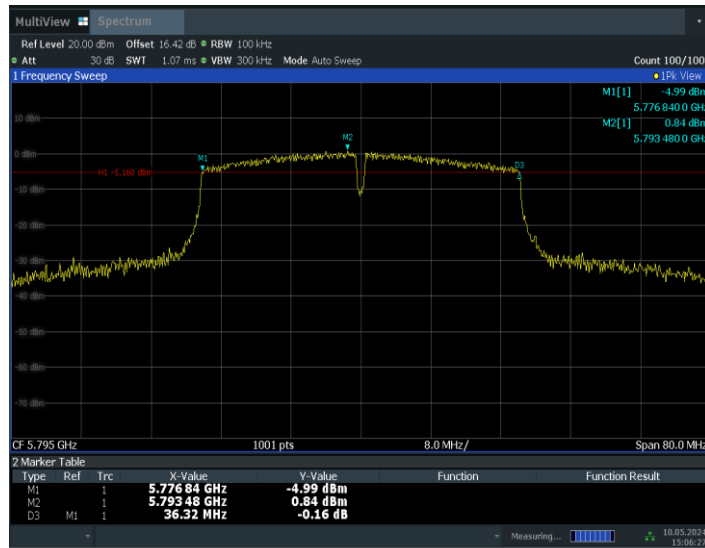 MultiView Spectrum
Ref Level 20.00 dBm Offset 16.42 dB RBW 100 kHz
Att 30 dB SWT 1.07 ms VBW 300 kHz Mode Auto Sweep Count 100/100
1 Frequency Sweep 1Pk View
M1[1] -4.99 dBm
5.776 840 0 GHz
M2[1] 0.84 dBm
5.793 480 0 GHz
10 dBm
M2
0 dBm
M1
D3
H1 -5.160 dBm
-10 dBm
-20 dBm
-30 dBm
-40 dBm
-50 dBm
-60 dBm
-70 dBm
CF 5.795 GHz 1001 pts 8.0 MHz/ Span 80.0 MHz
2 Marker Table
Type Ref Trc X-Value Y-Value Function Function Result
M1 1 5.776 84 GHz -4.99 dBm
M2 1 5.793 48 GHz 0.84 dBm
D3 M1 1 36.32 MHz -0.16 dB
Measuring... 10.05.2024
15:06:27